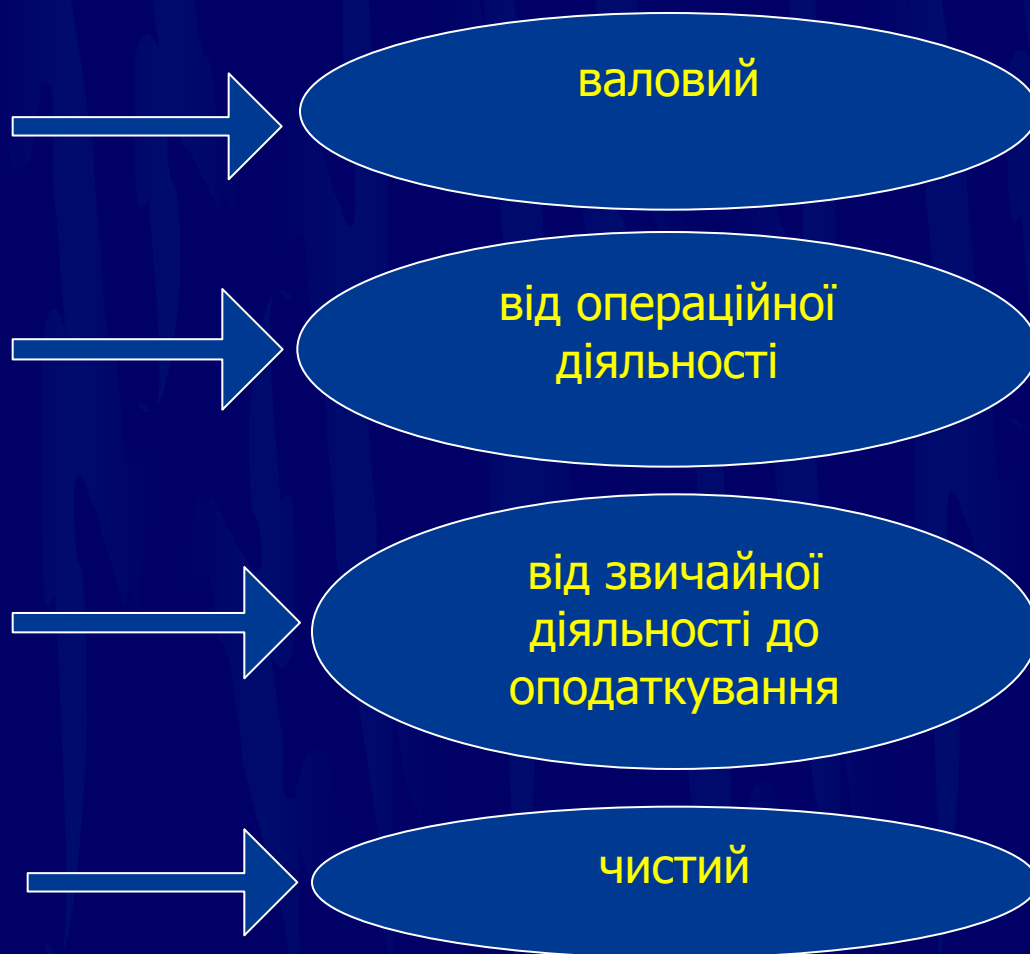 валовий
від операційної
діяльності
від звичайної
діяльності до
оподаткування
чистий